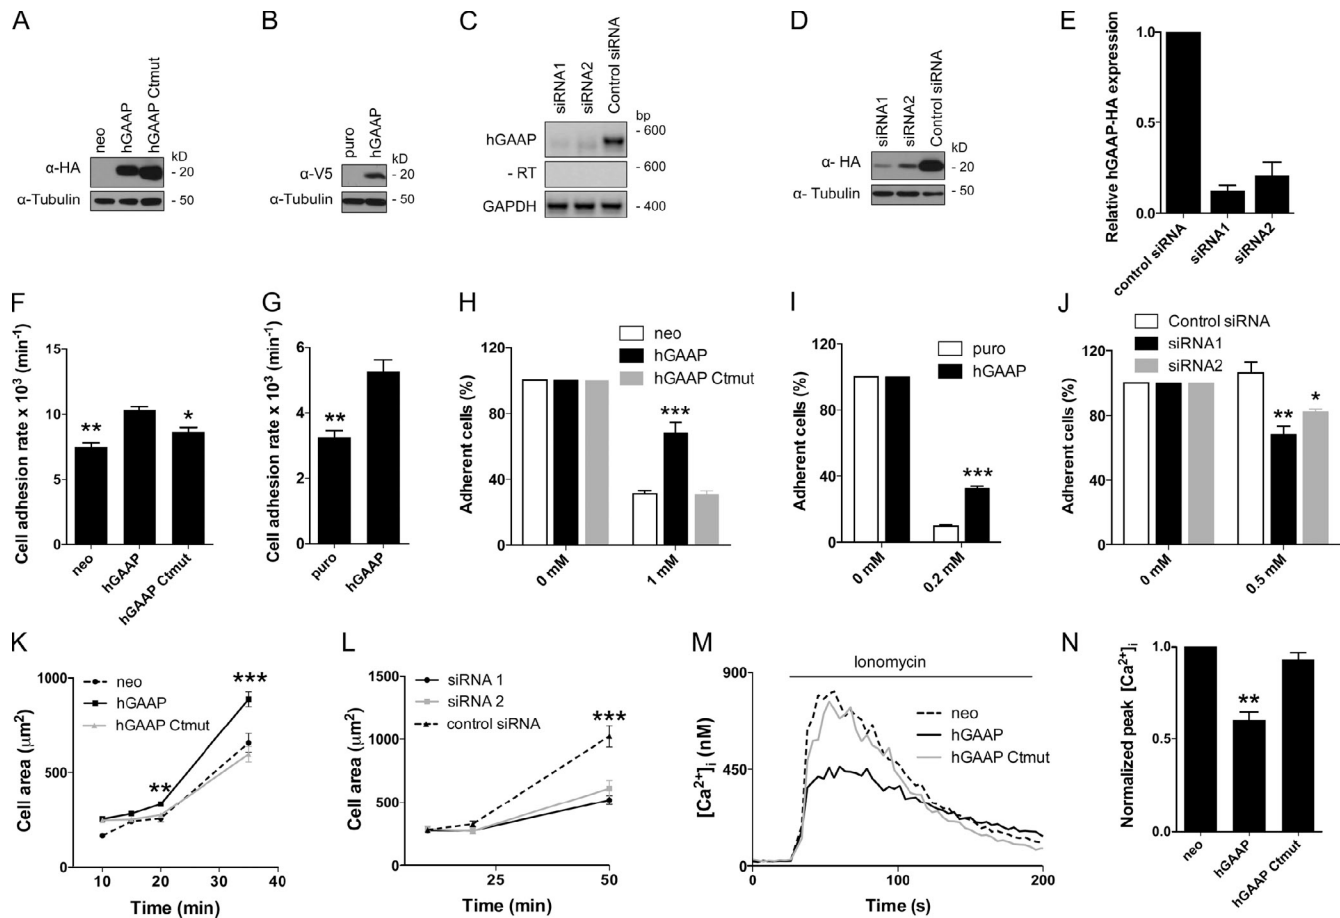 A
neo
hGAAP
hGAAP Ctmut
kD
α-HA
- 20
α-Tubulin
- 50
B
puro
hGAAP
kD
α-V5
- 20
α-Tubulin
- 50
C
siRNA1
siRNA2
Control siRNA
bp
hGAAP
- 600
- RT
- 600
GAPDH
- 400
D
siRNA1
siRNA2
Control siRNA
kD
α- HA
- 20
α- Tubulin
- 50
E
Relative hGAAP-HA expression
1.0
0.5
0.0
control siRNA
siRNA1
siRNA2
F
Cell adhesion rate x 10³ (min⁻¹)
15
10
5
0
**
*
neo
hGAAP
hGAAP Ctmut
G
Cell adhesion rate x 10³ (min⁻¹)
6
4
2
0
**
puro
hGAAP
H
neo
hGAAP
hGAAP Ctmut
Adherent cells (%)
120
80
40
0
***
0 mM
1 mM
I
puro
hGAAP
Adherent cells (%)
120
80
40
0
***
0 mM
0.2 mM
J
Control siRNA
siRNA1
siRNA2
Adherent cells (%)
120
80
40
0
**
*
0 mM
0.5 mM
K
neo
hGAAP
hGAAP Ctmut
Cell area (μm²)
1000
500
0
**
***
10
20
30
40
Time (min)
L
siRNA 1
siRNA 2
control siRNA
Cell area (μm²)
1500
1000
500
0
***
25
50
Time (min)
M
Ionomycin
neo
hGAAP
hGAAP Ctmut
[Ca²⁺]ᵢ (nM)
900
450
0
0
100
200
Time (s)
N
Normalized peak [Ca²⁺]ᵢ
1.0
0.5
1.0
**
neo
hGAAP
hGAAP Ctmut